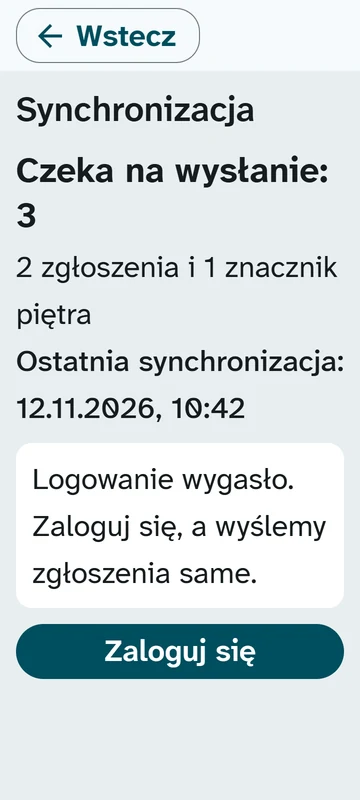 Wstecz
Synchronizacja
Czeka na wysłanie:
3
2 zgłoszenia i 1 znacznik
piętra
Ostatnia synchronizacja:
12.11.2026, 10:42
Logowanie wygasło.
Zaloguj się, a wyślemy
zgłoszenia same.
Zaloguj się